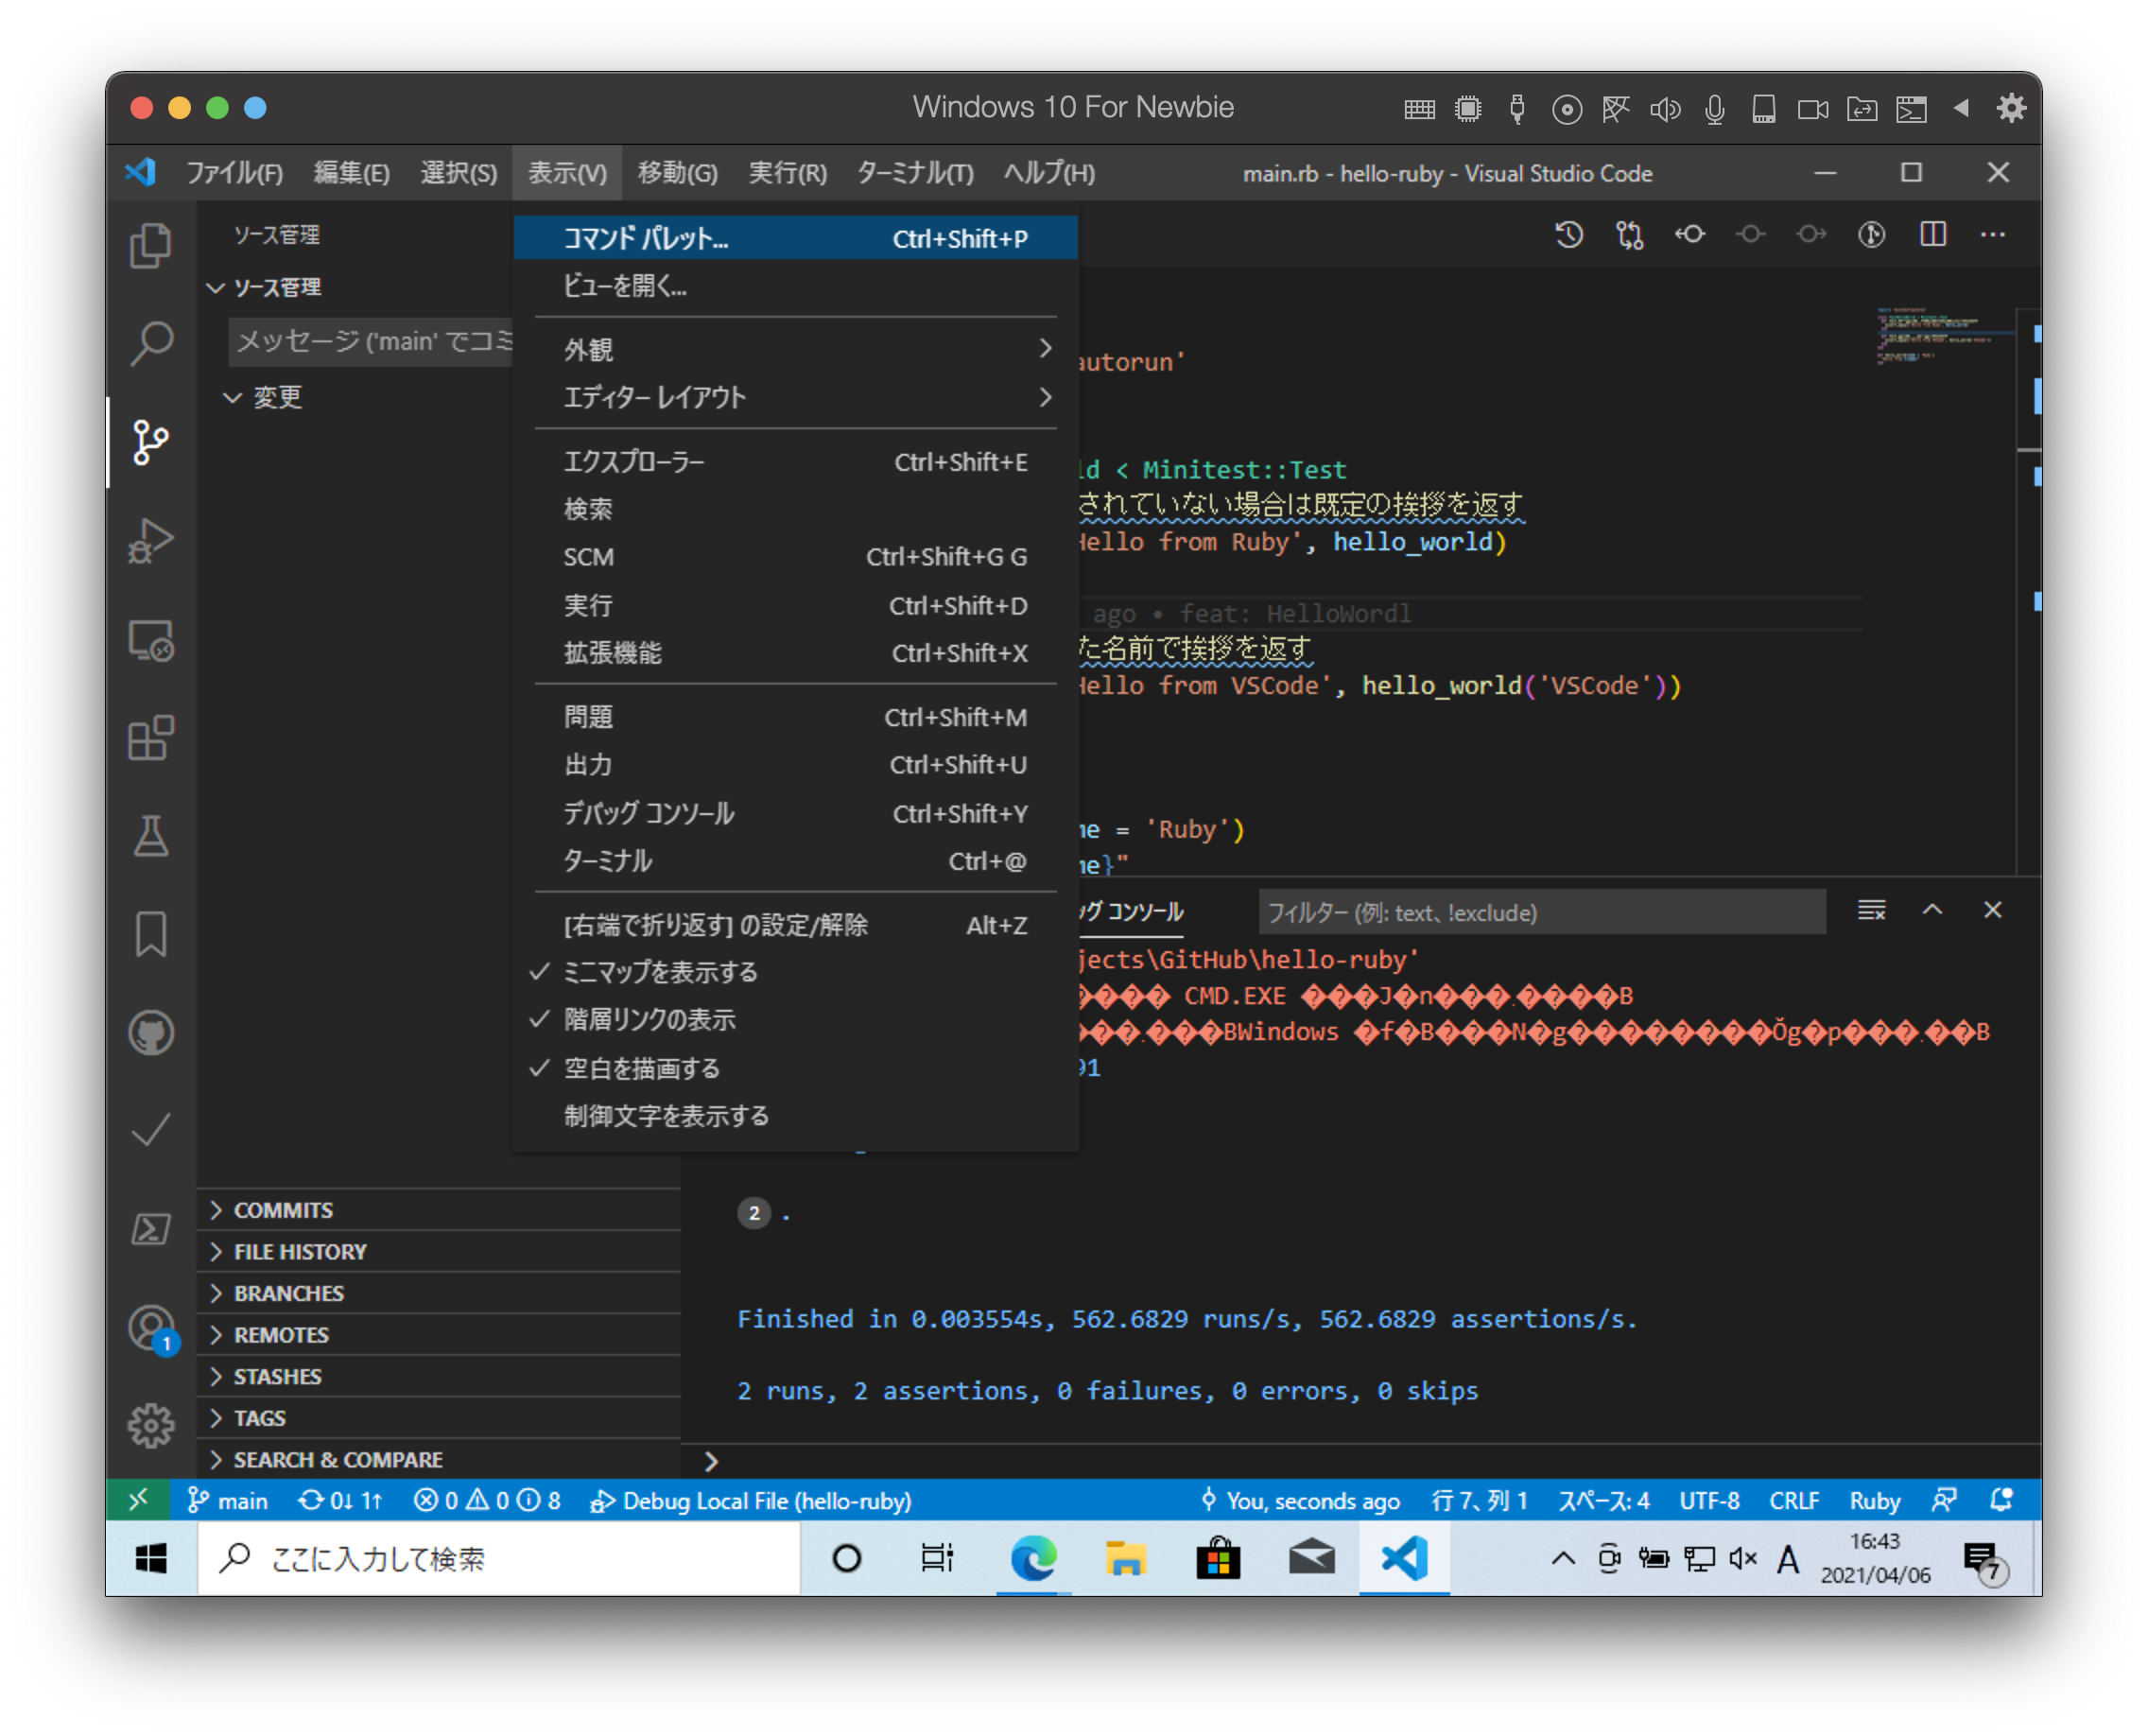 Windows 10 For Newbie
ファイル(F) 編集(E) 選択(S) 表示(V) 移動(G) 実行(R) ターミナル(T) ヘルプ(H) main.rb - hello-ruby - Visual Studio Code
ソース管理
ソース管理
メッセージ ('main' でコミ
変更
コマンド パレット... Ctrl+Shift+P
ビューを開く...
外観
エディター レイアウト
エクスプローラー Ctrl+Shift+E
検索
SCM Ctrl+Shift+G G
実行 Ctrl+Shift+D
拡張機能 Ctrl+Shift+X
問題 Ctrl+Shift+M
出力 Ctrl+Shift+U
デバッグ コンソール Ctrl+Shift+Y
ターミナル Ctrl+@
[右端で折り返す] の設定/解除 Alt+Z
ミニマップを表示する
階層リンクの表示
空白を描画する
制御文字を表示する
autorun'
ld < Minitest::Test
されていない場合は既定の挨拶を返す
Hello from Ruby', hello_world)
ago • feat: HelloWordl
た名前で挨拶を返す
Hello from VSCode', hello_world('VSCode'))
me = 'Ruby')
me}"
グ コンソール フィルター (例: text、!exclude)
jects\GitHub\hello-ruby'
���� CMD.EXE ���J�n���.����B
���.���BWindows �f�B���N�g���������Ŏg�p���.��B
91
2 .
Finished in 0.003554s, 562.6829 runs/s, 562.6829 assertions/s.
2 runs, 2 assertions, 0 failures, 0 errors, 0 skips
COMMITS
FILE HISTORY
BRANCHES
REMOTES
STASHES
TAGS
SEARCH & COMPARE
1
main 0↓ 1↑ 0 0 8 Debug Local File (hello-ruby) You, seconds ago 行 7、列 1 スペース: 4 UTF-8 CRLF Ruby
ここに入力して検索 A 16:43
2021/04/06 7